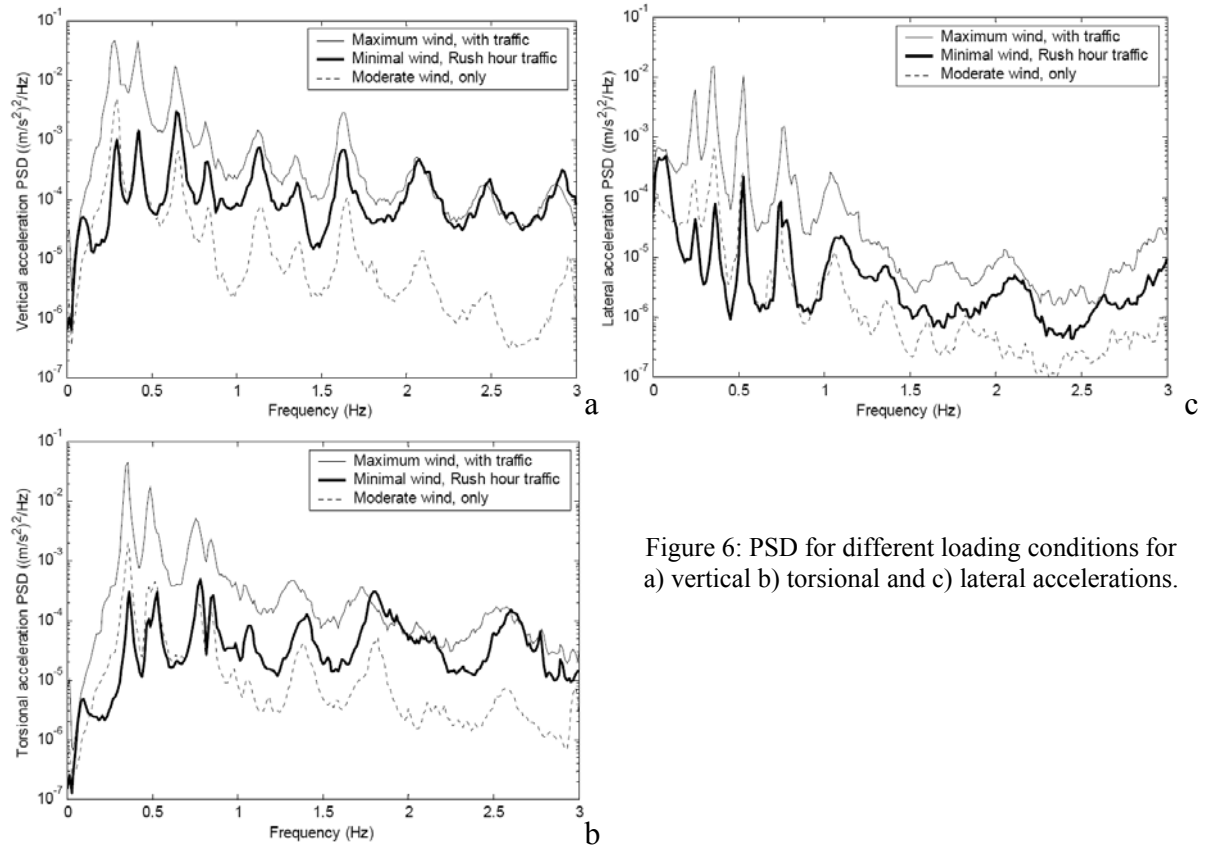 Vertical acceleration PSD ((m/s²)²/Hz)
10⁻¹
10⁻²
10⁻³
10⁻⁴
10⁻⁵
10⁻⁶
10⁻⁷
Maximum wind, with traffic
Minimal wind, Rush hour traffic
Moderate wind, only
0 0.5 1 1.5 2 2.5 3
Frequency (Hz)
a
Lateral acceleration PSD ((m/s²)²/Hz)
10⁰
10⁻¹
10⁻²
10⁻³
10⁻⁴
10⁻⁵
10⁻⁶
10⁻⁷
Maximum wind, with traffic
Minimal wind, Rush hour traffic
Moderate wind, only
0 0.5 1 1.5 2 2.5 3
Frequency (Hz)
c
Torsional acceleration PSD ((m/s²)²/Hz)
10⁻¹
10⁻²
10⁻³
10⁻⁴
10⁻⁵
10⁻⁶
10⁻⁷
Maximum wind, with traffic
Minimal wind, Rush hour traffic
Moderate wind, only
0 0.5 1 1.5 2 2.5 3
Frequency (Hz)
b
Figure 6: PSD for different loading conditions for
a) vertical b) torsional and c) lateral accelerations.